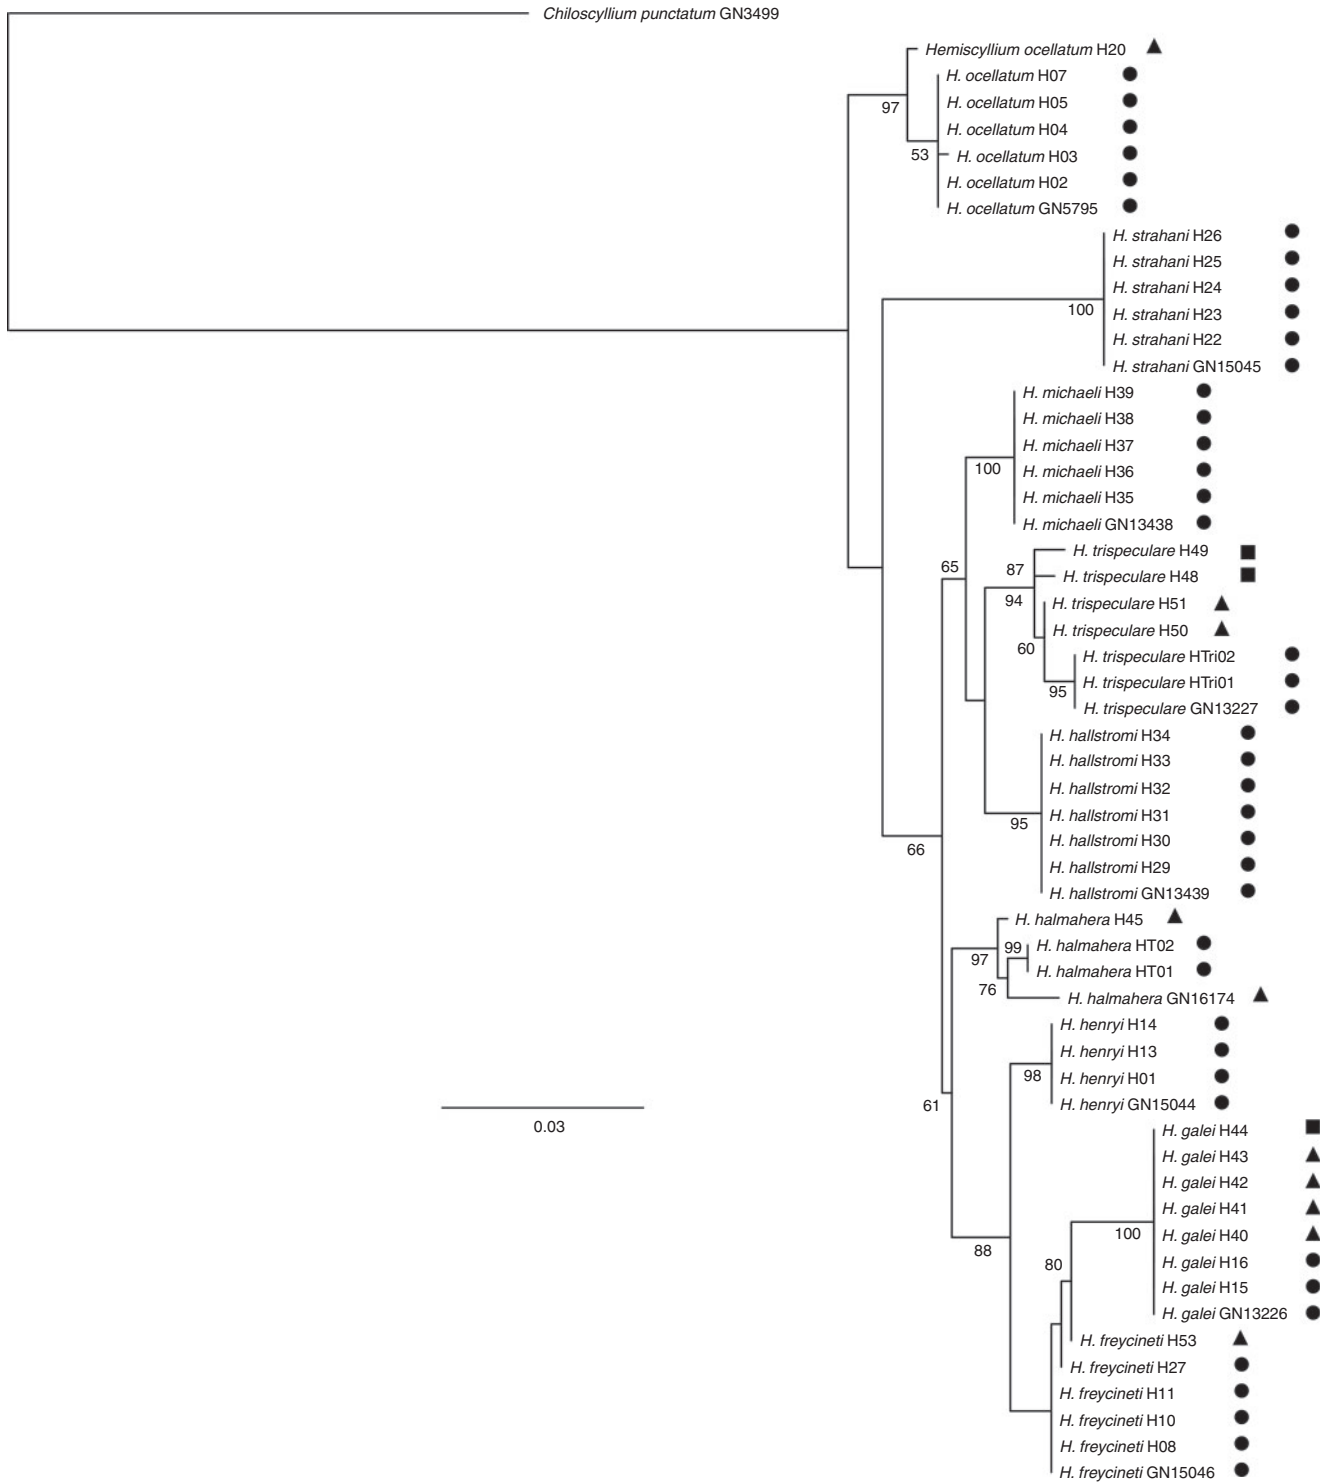 Chiloscyllium punctatum GN3499
Hemiscyllium ocellatum H20
H. ocellatum H07
97
H. ocellatum H05
H. ocellatum H04
53
H. ocellatum H03
H. ocellatum H02
H. ocellatum GN5795
H. strahani H26
H. strahani H25
H. strahani H24
100
H. strahani H23
H. strahani H22
H. strahani GN15045
H. michaeli H39
H. michaeli H38
H. michaeli H37
100
H. michaeli H36
H. michaeli H35
H. michaeli GN13438
H. trispeculare H49
65
87
H. trispeculare H48
94
H. trispeculare H51
H. trispeculare H50
60
H. trispeculare HTri02
H. trispeculare HTri01
95
H. trispeculare GN13227
H. hallstromi H34
H. hallstromi H33
H. hallstromi H32
H. hallstromi H31
95
H. hallstromi H30
66
H. hallstromi H29
H. hallstromi GN13439
H. halmahera H45
99
H. halmahera HT02
97
H. halmahera HT01
76
H. halmahera GN16174
H. henryi H14
H. henryi H13
98
H. henryi H01
61
H. henryi GN15044
0.03
H. galei H44
H. galei H43
H. galei H42
H. galei H41
100
H. galei H40
88
80
H. galei H16
H. galei H15
H. galei GN13226
H. freycineti H53
H. freycineti H27
H. freycineti H11
H. freycineti H10
H. freycineti H08
H. freycineti GN15046